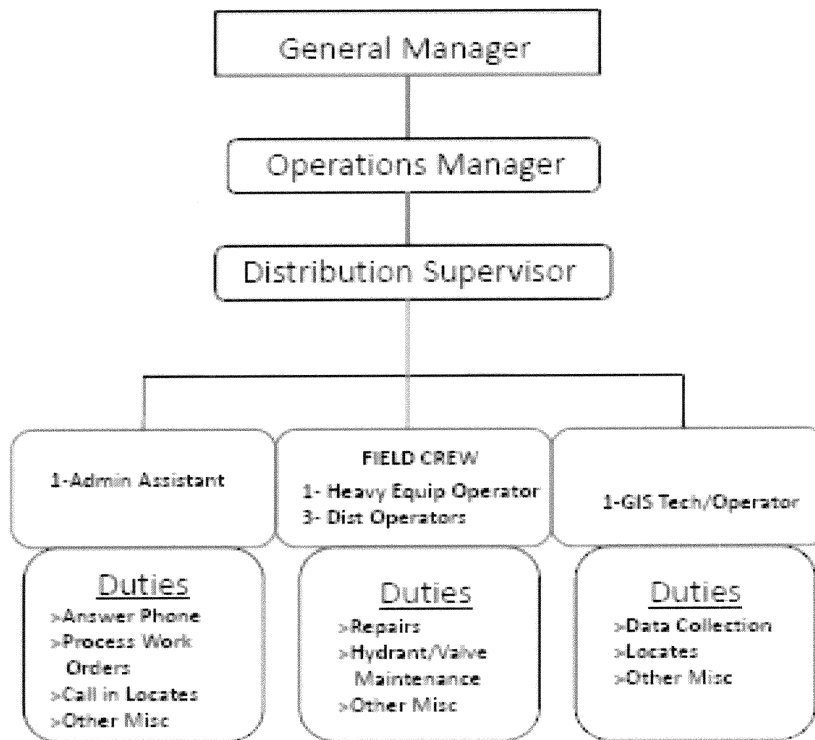 General Manager
Operations Manager
Distribution Supervisor
1-Admin Assistant
FIELD CREW
1- Heavy Equip Operator
3- Dist Operators
1-GIS Tech/Operator
Duties
>Answer Phone
>Process Work
Orders
>Call in Locates
>Other Misc
Duties
>Repairs
>Hydrant/Valve
Maintenance
>Other Misc
Duties
>Data Collection
>Locates
>Other Misc